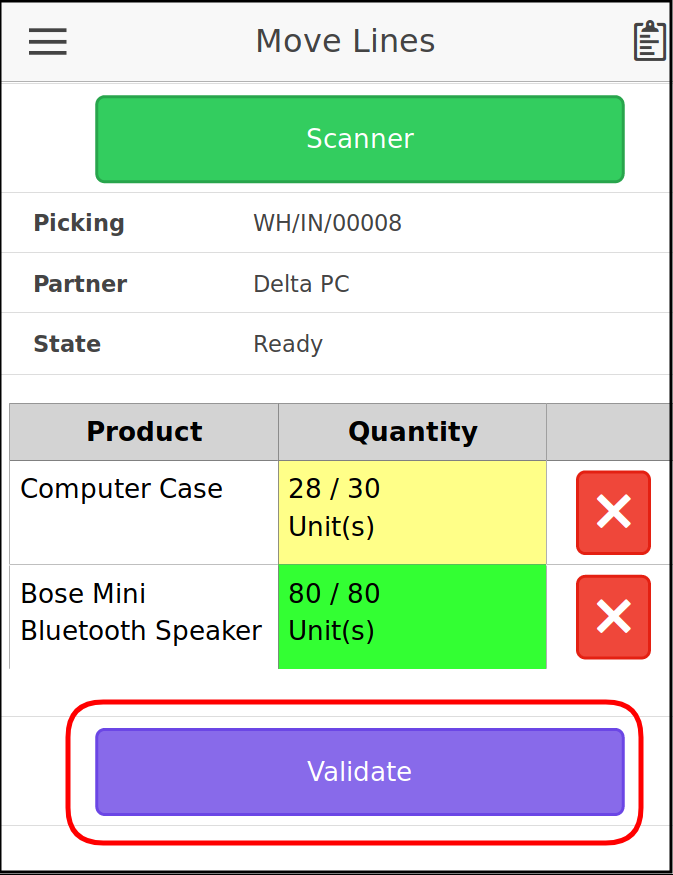 Move Lines
Scanner
Picking WH/IN/00008
Partner Delta PC
State Ready
Product Quantity
Computer Case 28 / 30
Unit(s)
Bose Mini 80 / 80
Bluetooth Speaker Unit(s)
Validate